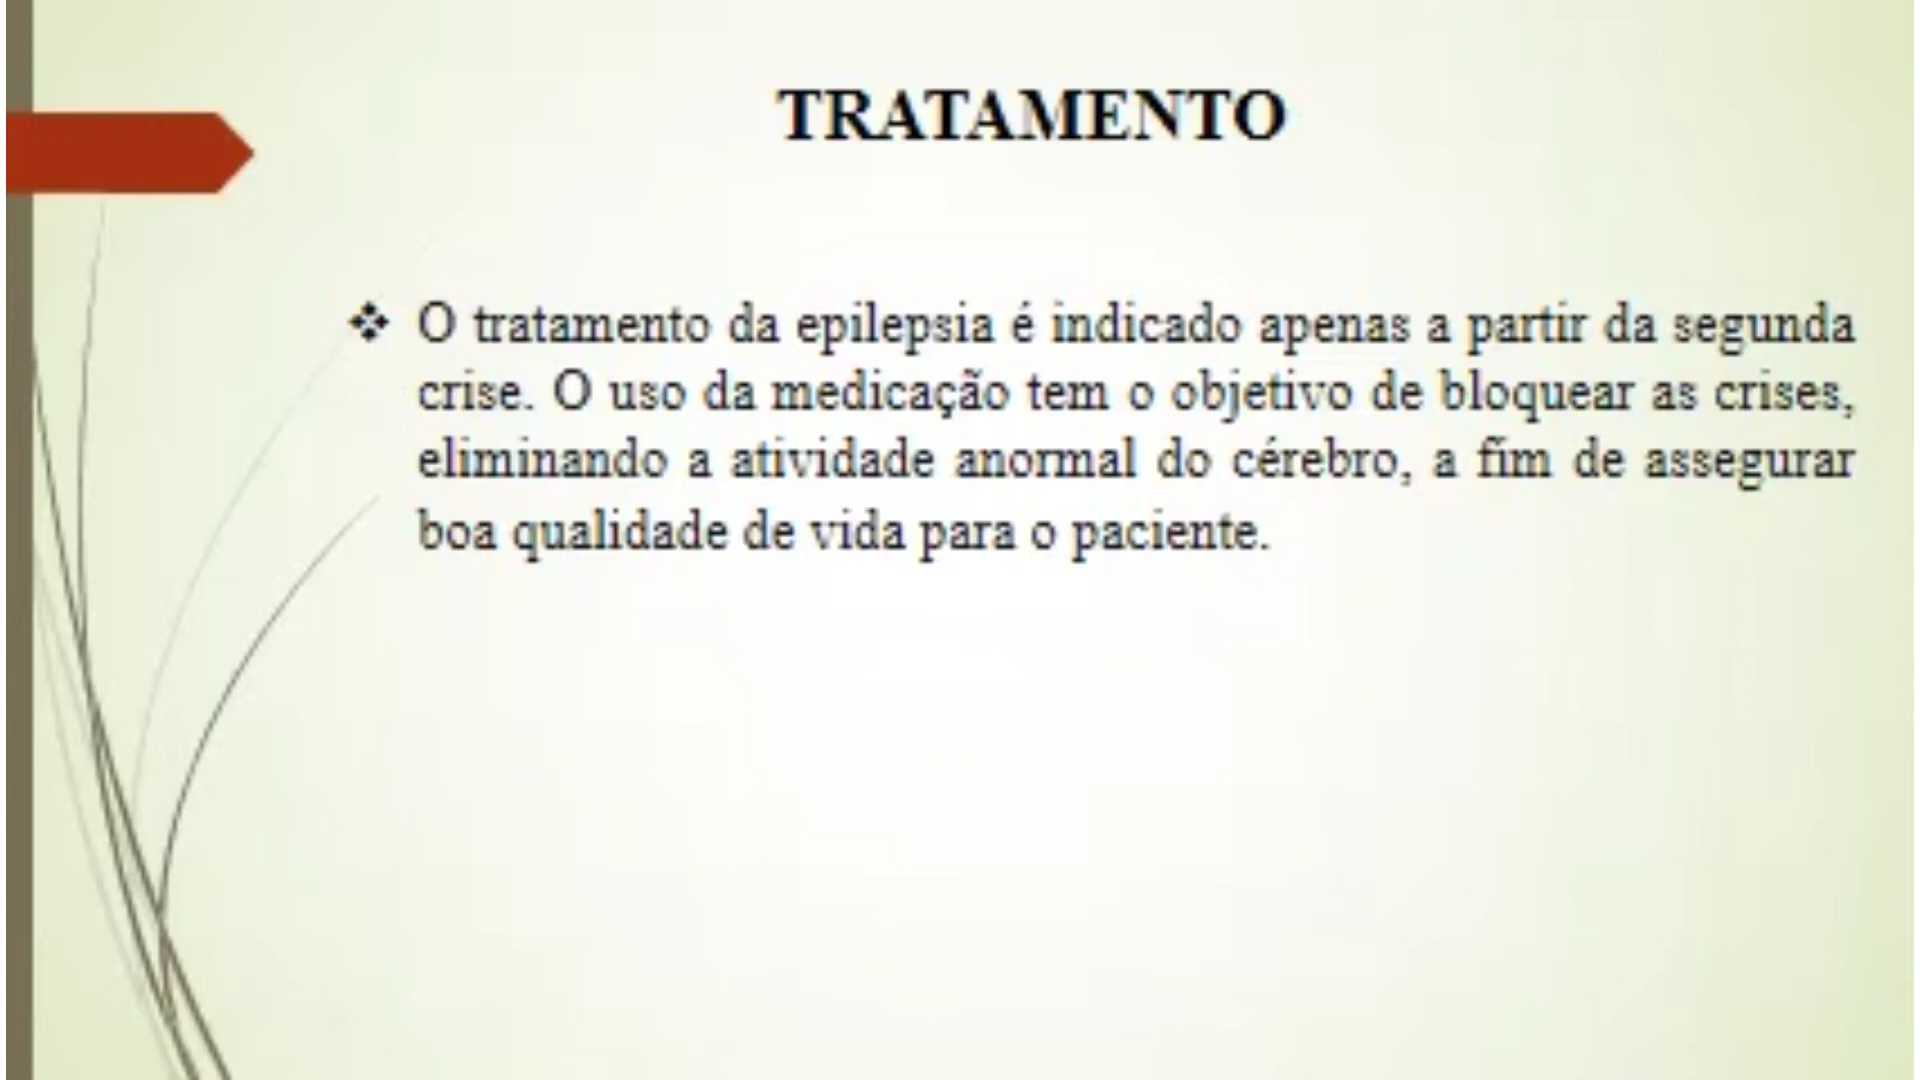 TRATAMENTO
❖ O tratamento da epilepsia é indicado apenas a partir da segunda
crise. O uso da medicação tem o objetivo de bloquear as crises,
eliminando a atividade anormal do cérebro, a fim de assegurar
boa qualidade de vida para o paciente.